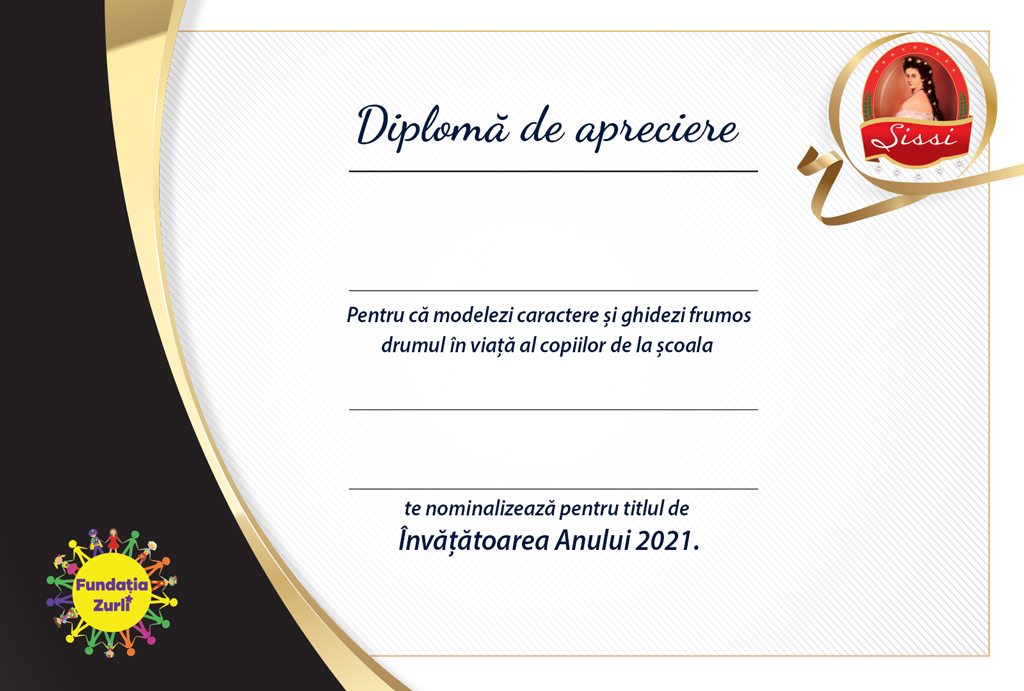 Diplomă de apreciere
Sissi
Pentru că modelezi caractere și ghidezi frumos
drumul în viață al copiilor de la școala
te nominalizează pentru titlul de
Învățătoarea Anului 2021.
Fundația
Zurli